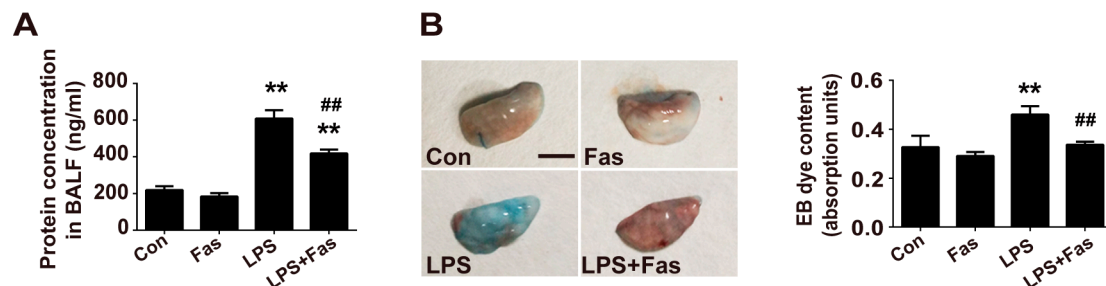 A
Protein concentration
in BALF (ng/ml)
800
600
400
200
0
**
##
**
Con
Fas
LPS
LPS+Fas
B
Con
Fas
LPS
LPS+Fas
EB dye content
(absorption units)
0.6
0.4
0.2
0.0
**
##
Con
Fas
LPS
LPS+Fas